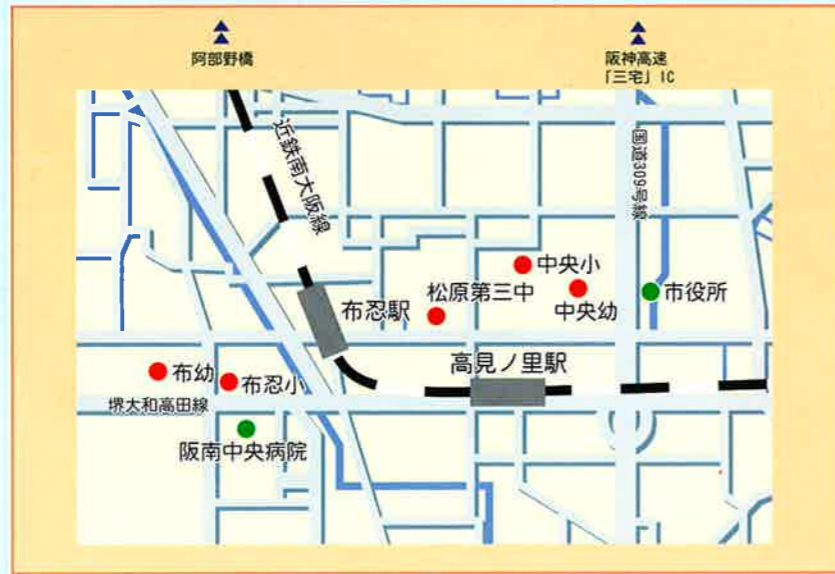 阿部野橋
阪神高速
「三宅」IC
近鉄南大阪線
国道309号線
中央小
松原第三中
中央幼
市役所
布忍駅
高見ノ里駅
布幼
布忍小
堺大和高田線
阪南中央病院